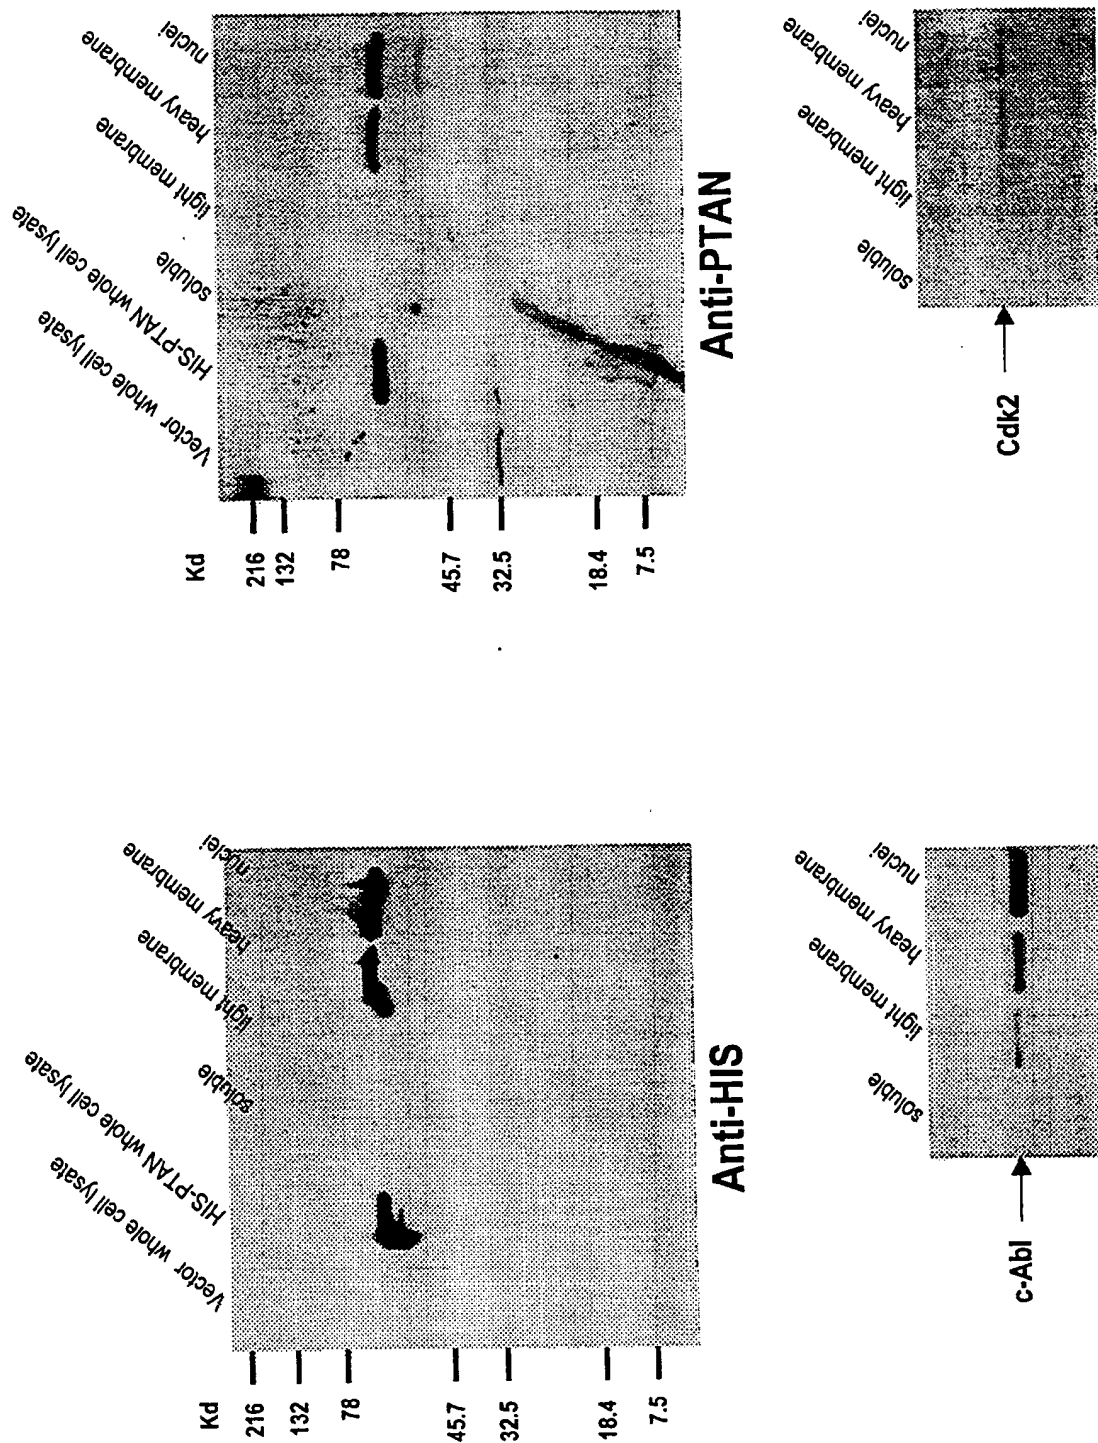 Kd
216
132
78
45.7
32.5
18.4
7.5
Vector whole cell lysate
HIS-PTAN whole cell lysate
soluble
light membrane
heavy membrane
nuclei
Anti-HIS
Kd
216
132
78
45.7
32.5
18.4
7.5
Vector whole cell lysate
HIS-PTAN whole cell lysate
soluble
light membrane
heavy membrane
nuclei
Anti-PTAN
c-Abl
soluble
light membrane
heavy membrane
nuclei
Cdk2
soluble
light membrane
heavy membrane
nuclei